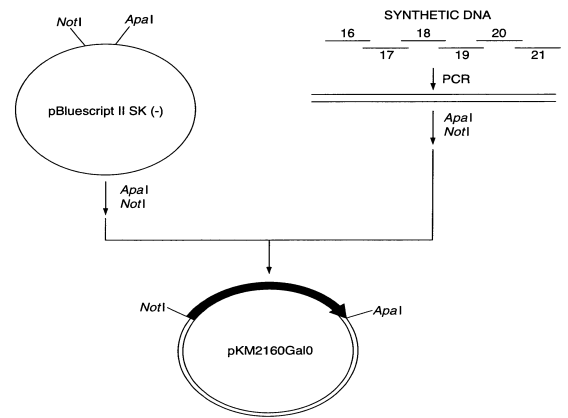 SYNTHETIC DNA
NotI
ApaI
16
18
20
17
19
21
PCR
pBluescript II SK (-)
ApaI
NotI
ApaI
NotI
NotI
ApaI
pKM2160Gal0